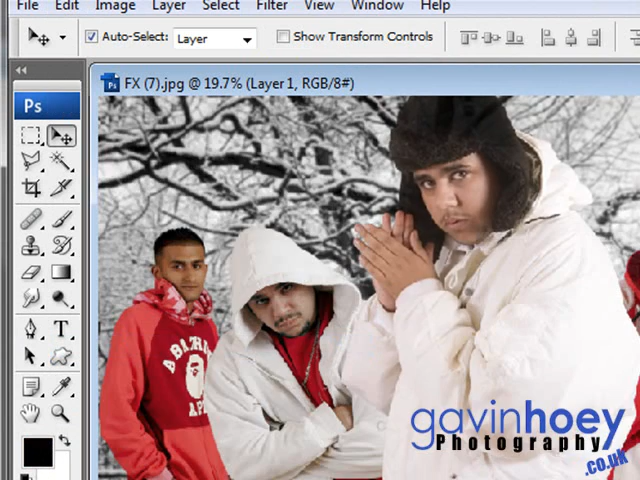 File Edit Image Layer Select Filter View Window Help
Auto-Select: Layer Show Transform Controls
Ps
FX (7).jpg @ 19.7% (Layer 1, RGB/8#)
T
gavinhoey
Photography
.co.uk